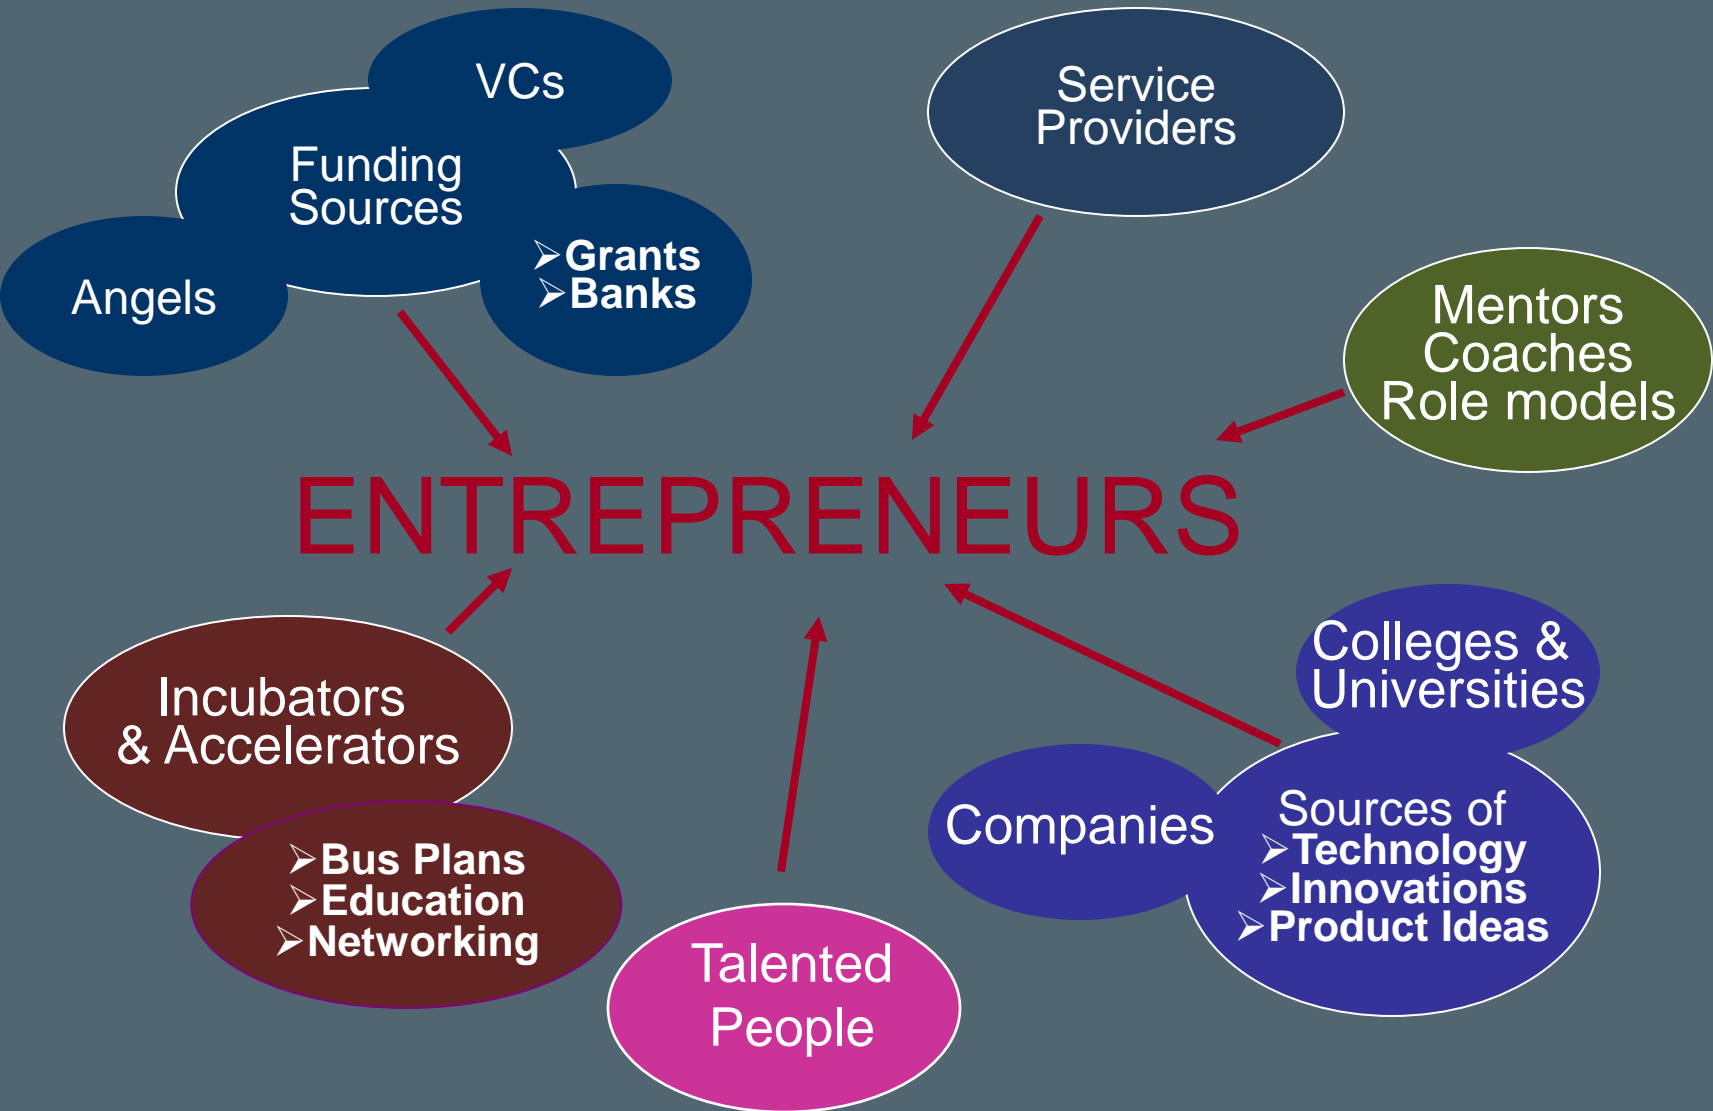 VCs
Funding
Sources
Angels
➢Grants
➢Banks
Service
Providers
Mentors
Coaches
Role models
ENTREPRENEURS
Incubators
& Accelerators
➢Bus Plans
➢Education
➢Networking
Talented
People
Companies
Colleges &
Universities
Sources of
➢Technology
➢Innovations
➢Product Ideas